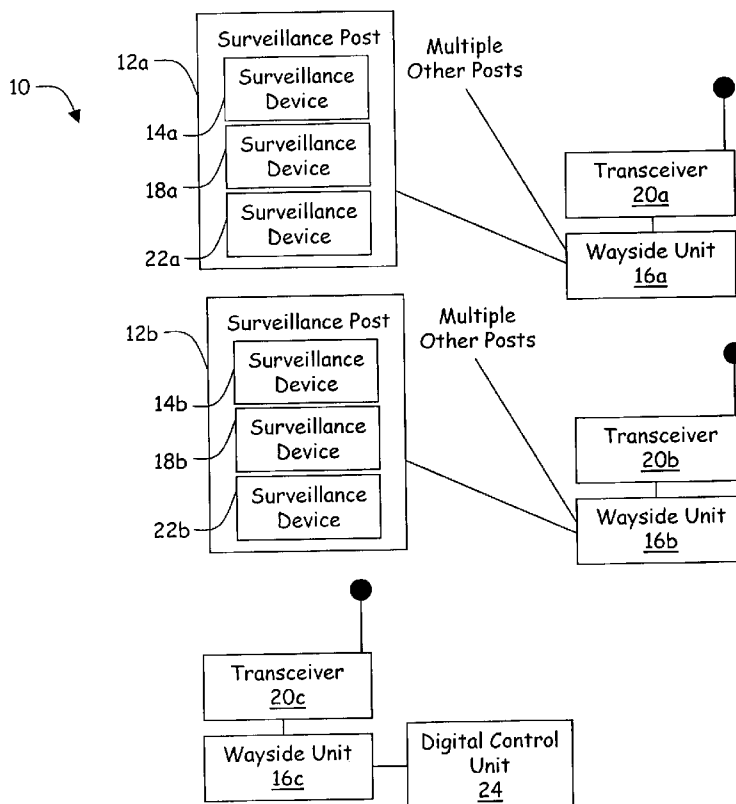 10
12a
Surveillance Post
Surveillance
Device
14a
Surveillance
Device
18a
Surveillance
Device
22a
Multiple
Other Posts
Transceiver
20a
Wayside Unit
16a
12b
Surveillance Post
Surveillance
Device
14b
Surveillance
Device
18b
Surveillance
Device
22b
Multiple
Other Posts
Transceiver
20b
Wayside Unit
16b
Transceiver
20c
Wayside Unit
16c
Digital Control
Unit
24